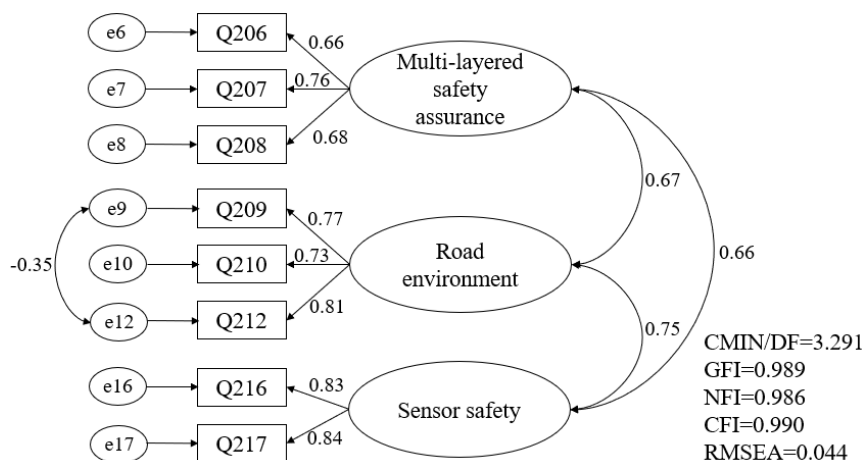 e6
Q206
0.66
e7
Q207
0.76
e8
Q208
0.68
Multi-layered
safety
assurance
e9
Q209
0.77
e10
Q210
0.73
e12
Q212
0.81
-0.35
Road
environment
e16
Q216
0.83
e17
Q217
0.84
Sensor safety
0.67
0.66
0.75
CMIN/DF=3.291
GFI=0.989
NFI=0.986
CFI=0.990
RMSEA=0.044